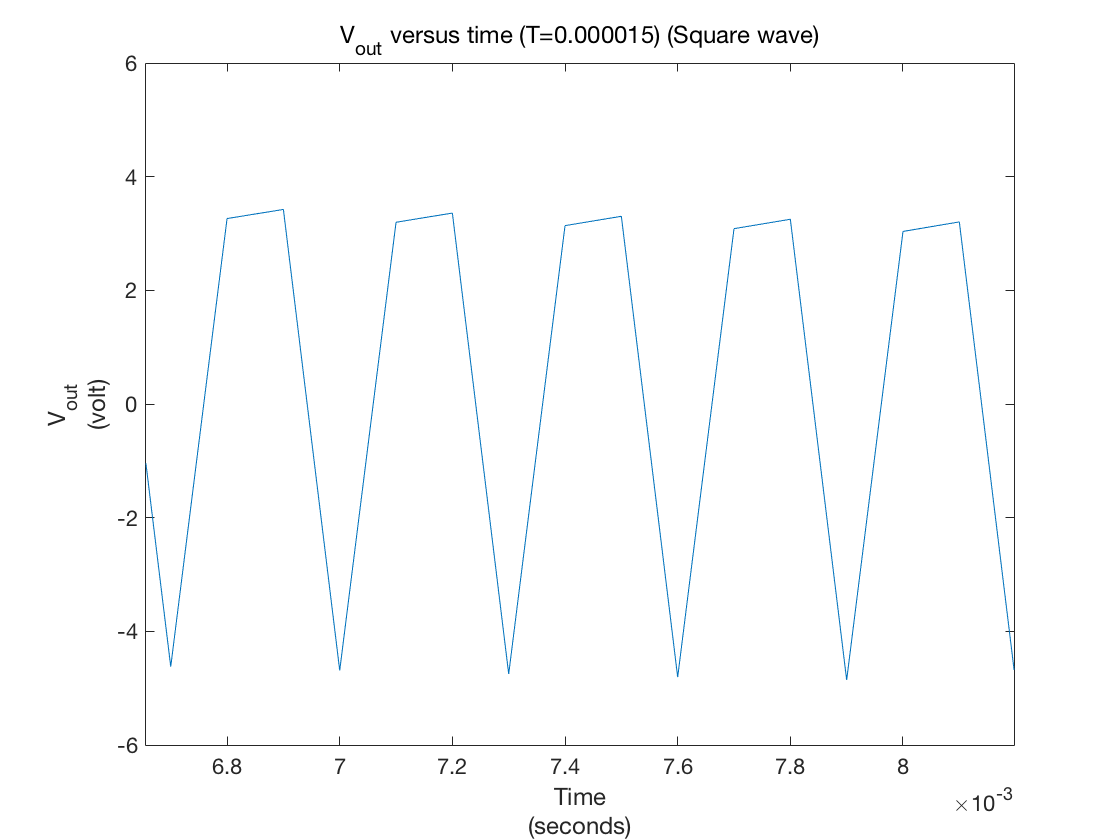 V_out versus time (T=0.000015) (Square wave)
6
4
2
0
-2
-4
-6
V_out
(volt)
6.8 7 7.2 7.4 7.6 7.8 8
×10^-3
Time
(seconds)